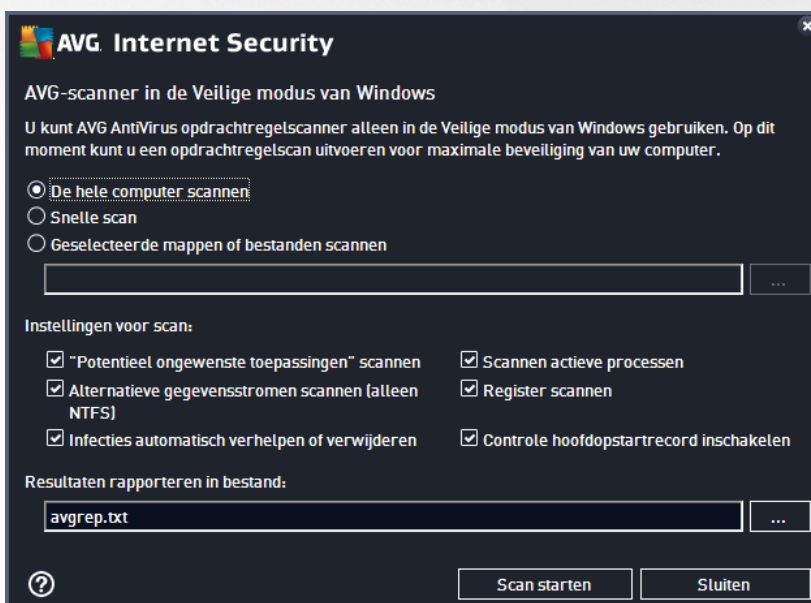 AVG. Internet Security
AVG-scanner in de Veilige modus van Windows
U kunt AVG AntiVirus opdrachtregelscanner alleen in de Veilige modus van Windows gebruiken. Op dit
moment kunt u een opdrachtregelscan uitvoeren voor maximale beveiliging van uw computer.
De hele computer scannen
Snelle scan
Geselecteerde mappen of bestanden scannen
...
Instellingen voor scan:
"Potentieel ongewenste toepassingen" scannen
Scannen actieve processen
Alternatieve gegevensstromen scannen (alleen
NTFS)
Register scannen
Infecties automatisch verhelpen of verwijderen
Controle hoofdopstartrecord inschakelen
Resultaten rapporteren in bestand:
avgrep.txt
...
?
Scan starten
Sluiten